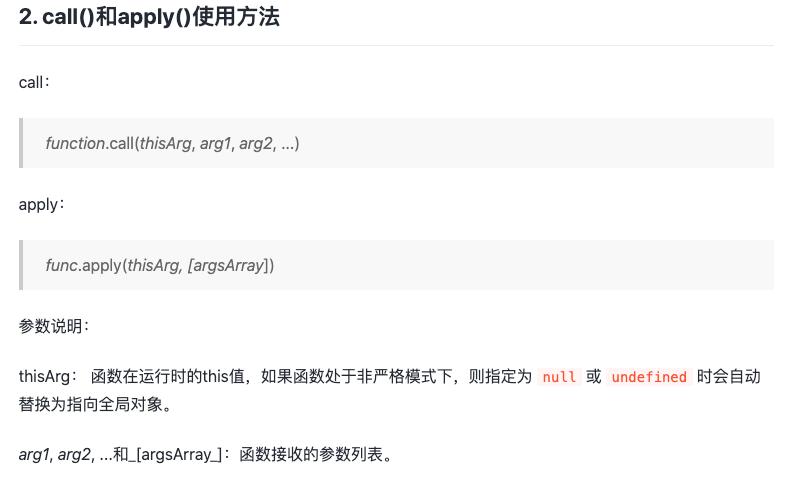 2. call()和apply()使用方法
call：
function.call(thisArg, arg1, arg2, ...)
apply：
func.apply(thisArg, [argsArray])
参数说明：
thisArg： 函数在运行时的this值，如果函数处于非严格模式下，则指定为 null 或 undefined 时会自动
替换为指向全局对象。
arg1, arg2, ...和_[argsArray_]：函数接收的参数列表。